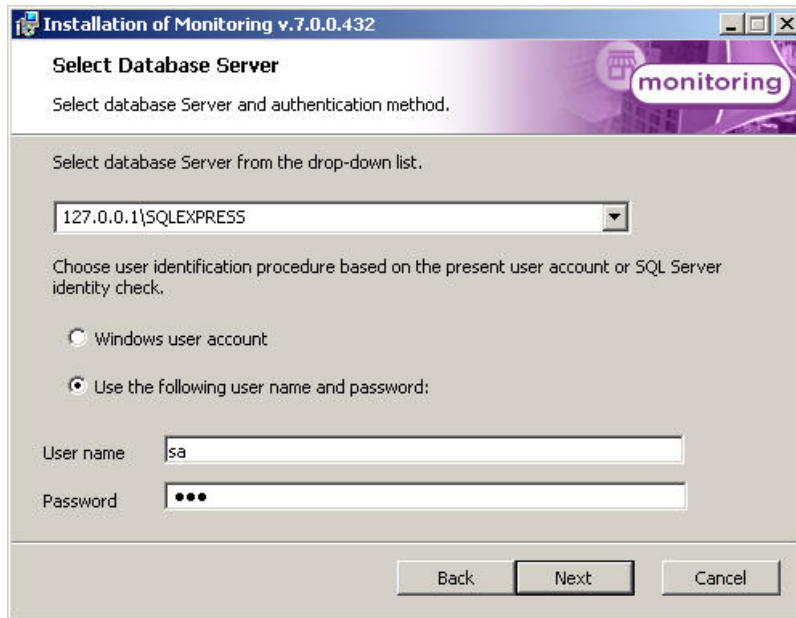 Installation of Monitoring v.7.0.0.432
Select Database Server
Select database Server and authentication method.
monitoring
Select database Server from the drop-down list.
127.0.0.1\SQLEXPRESS
Choose user identification procedure based on the present user account or SQL Server
identity check.
Windows user account
Use the following user name and password:
User name
sa
Password
●●●
Back
Next
Cancel